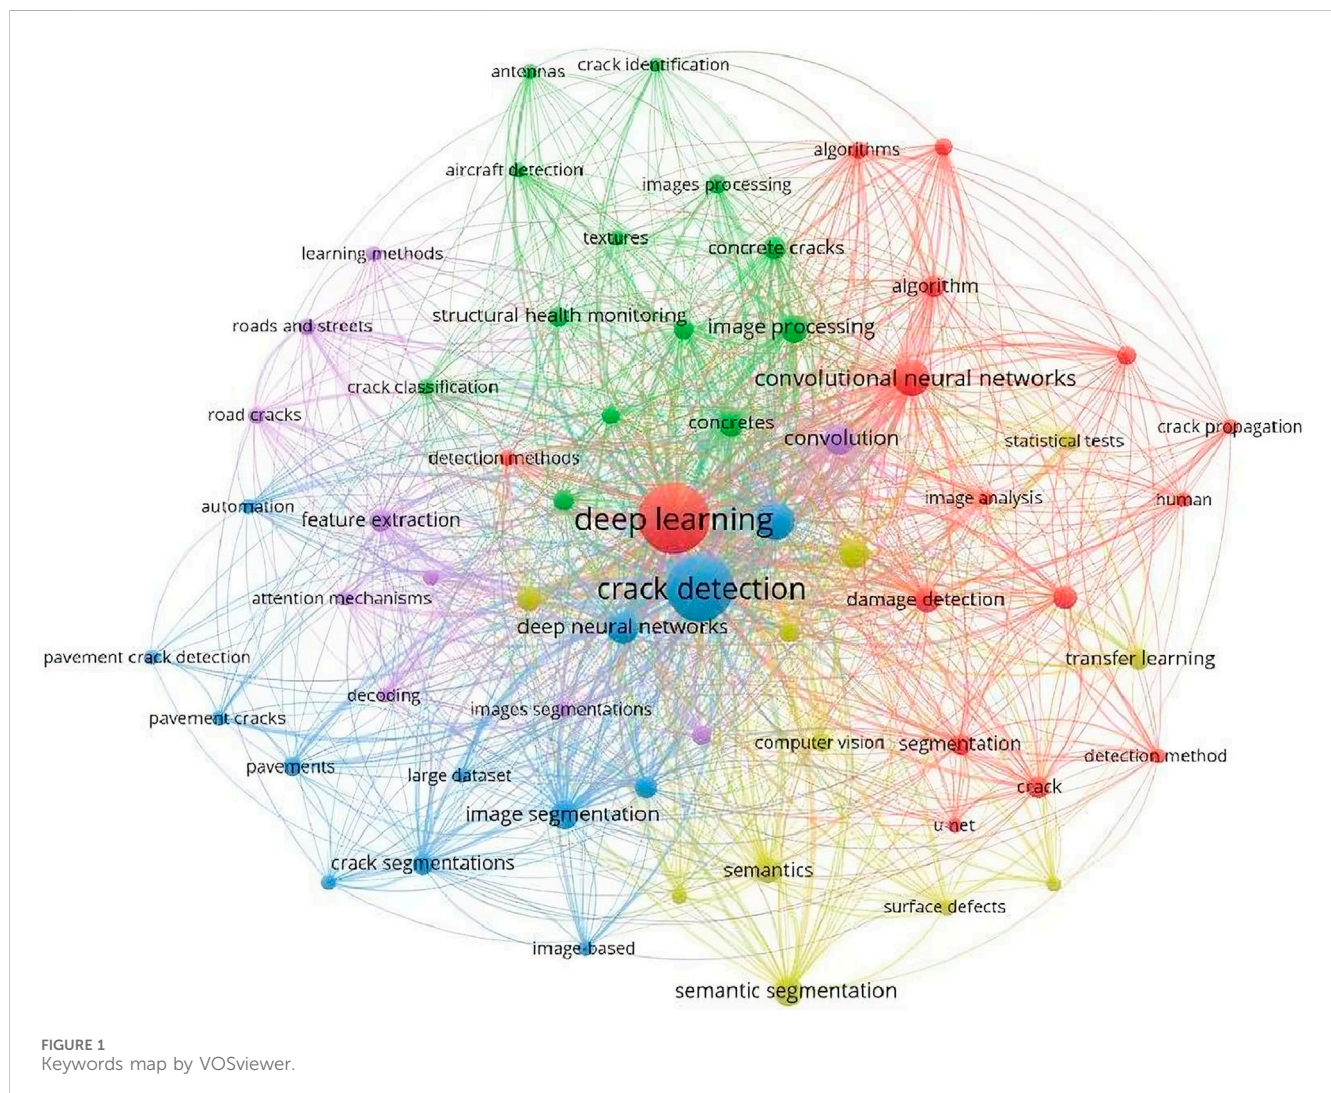 antennas
crack identification
algorithms
aircraft detection
images processing
textures
concrete cracks
learning methods
algorithm
structural health monitoring
image processing
roads and streets
convolutional neural networks
crack classification
road cracks
concretes
convolution
statistical tests
crack propagation
detection methods
image analysis
human
automation
feature extraction
deep learning
crack detection
attention mechanisms
damage detection
deep neural networks
pavement crack detection
transfer learning
decoding
images segmentations
pavement cracks
computer vision
segmentation
detection method
pavements
large dataset
crack
image segmentation
u-net
crack segmentations
semantics
surface defects
image-based
semantic segmentation
FIGURE 1
Keywords map by VOSviewer.